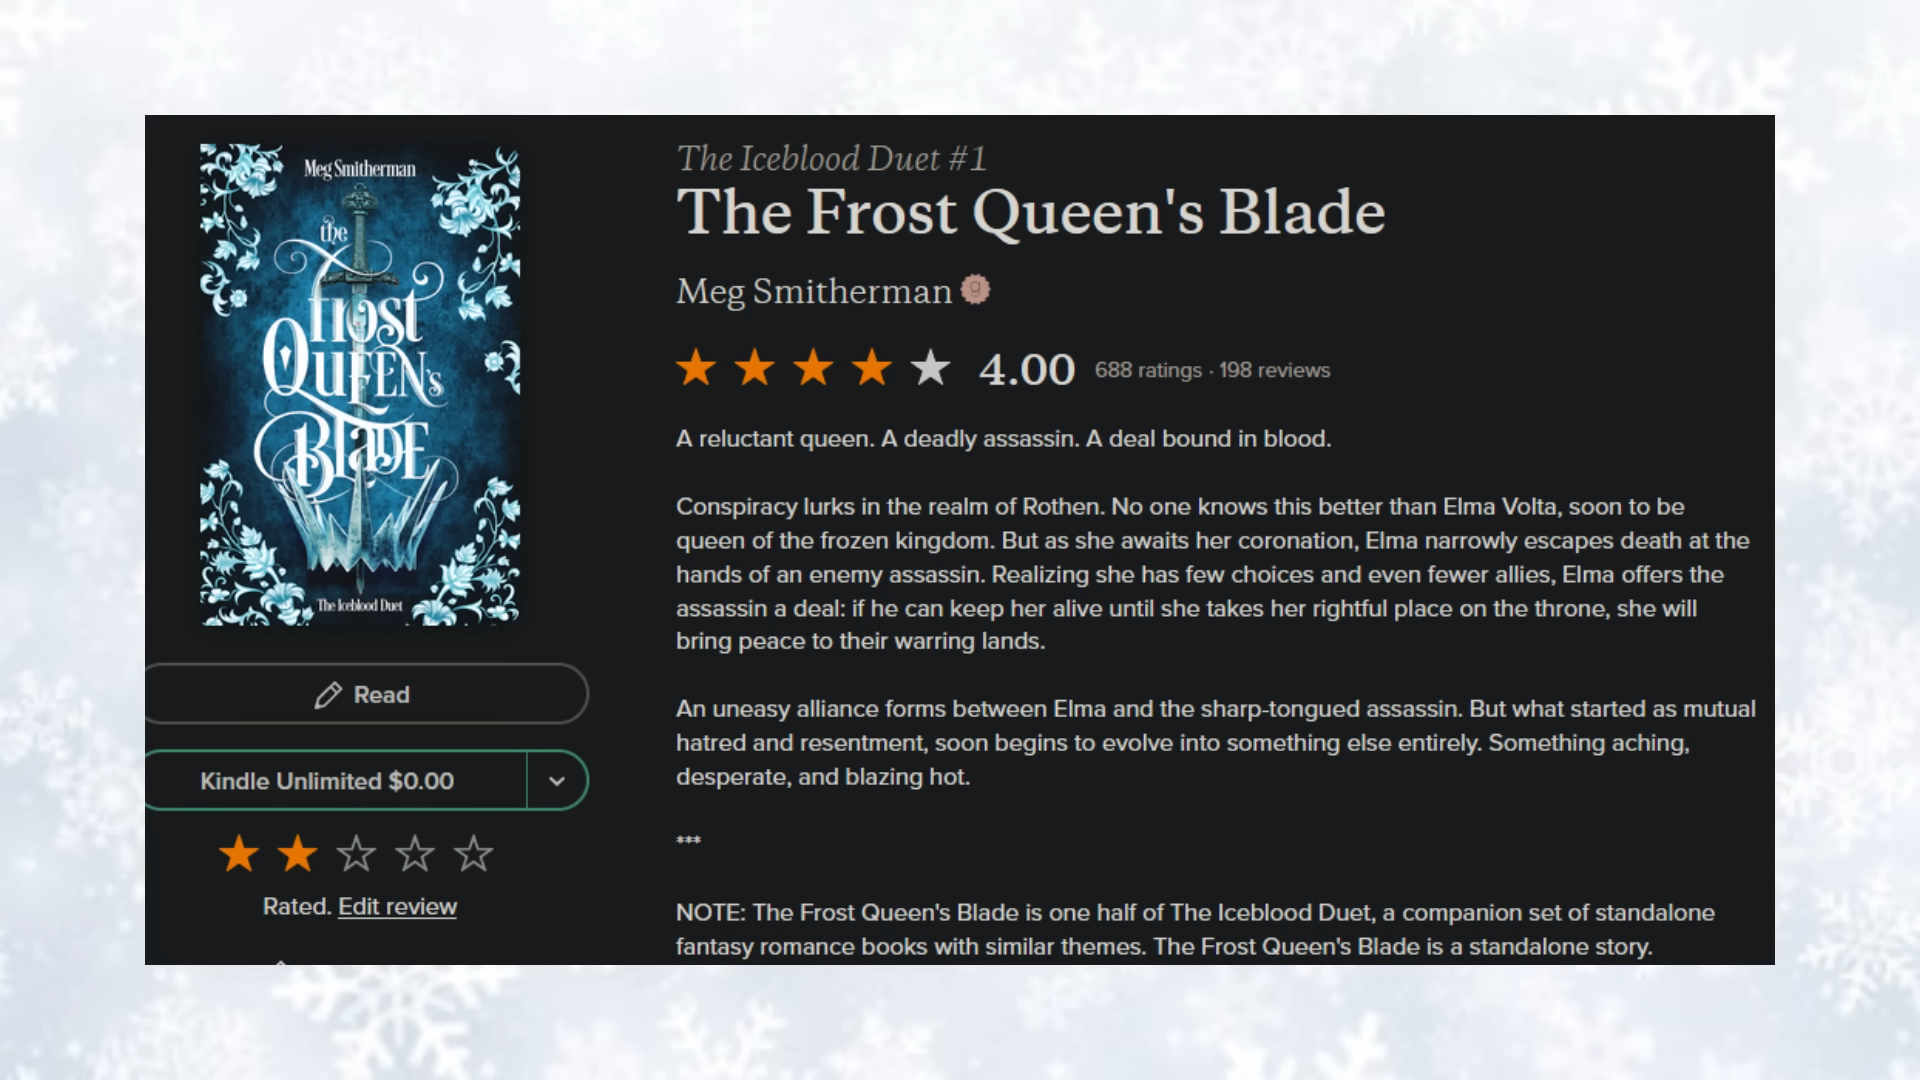 Meg Smitherman
the
Frost
Queen's
Blade
The Iceblood Duet
Read
Kindle Unlimited $0.00
Rated. Edit review
The Iceblood Duet #1
The Frost Queen's Blade
Meg Smitherman
4.00 688 ratings · 198 reviews
A reluctant queen. A deadly assassin. A deal bound in blood.
Conspiracy lurks in the realm of Rothen. No one knows this better than Elma Volta, soon to be
queen of the frozen kingdom. But as she awaits her coronation, Elma narrowly escapes death at the
hands of an enemy assassin. Realizing she has few choices and even fewer allies, Elma offers the
assassin a deal: if he can keep her alive until she takes her rightful place on the throne, she will
bring peace to their warring lands.
An uneasy alliance forms between Elma and the sharp-tongued assassin. But what started as mutual
hatred and resentment, soon begins to evolve into something else entirely. Something aching,
desperate, and blazing hot.
***
NOTE: The Frost Queen's Blade is one half of The Iceblood Duet, a companion set of standalone
fantasy romance books with similar themes. The Frost Queen's Blade is a standalone story.